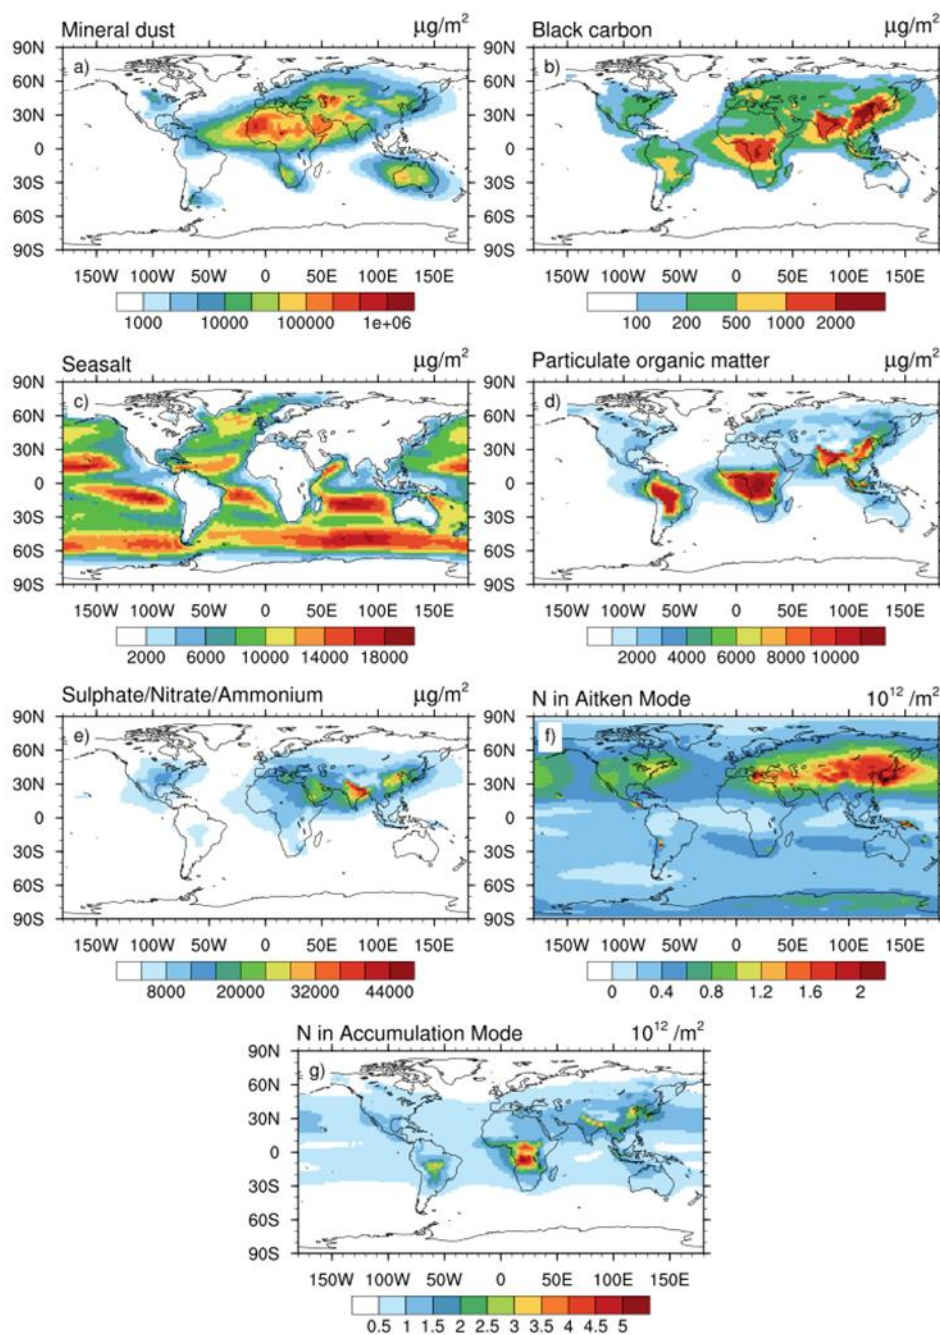 Mineral dust µg/m²
a)
90N
60N
30N
0
30S
60S
90S
150W 100W 50W 0 50E 100E 150E
1000 10000 100000 1e+06
Black carbon µg/m²
b)
90N
60N
30N
0
30S
60S
90S
150W 100W 50W 0 50E 100E 150E
100 200 500 1000 2000
Seasalt µg/m²
c)
90N
60N
30N
0
30S
60S
90S
150W 100W 50W 0 50E 100E 150E
2000 6000 10000 14000 18000
Particulate organic matter µg/m²
d)
90N
60N
30N
0
30S
60S
90S
150W 100W 50W 0 50E 100E 150E
2000 4000 6000 8000 10000
Sulphate/Nitrate/Ammonium µg/m²
e)
90N
60N
30N
0
30S
60S
90S
150W 100W 50W 0 50E 100E 150E
8000 20000 32000 44000
N in Aitken Mode 10¹² /m²
f)
90N
60N
30N
0
30S
60S
90S
150W 100W 50W 0 50E 100E 150E
0 0.4 0.8 1.2 1.6 2
N in Accumulation Mode 10¹² /m²
g)
90N
60N
30N
0
30S
60S
90S
150W 100W 50W 0 50E 100E 150E
0.5 1 1.5 2 2.5 3 3.5 4 4.5 5